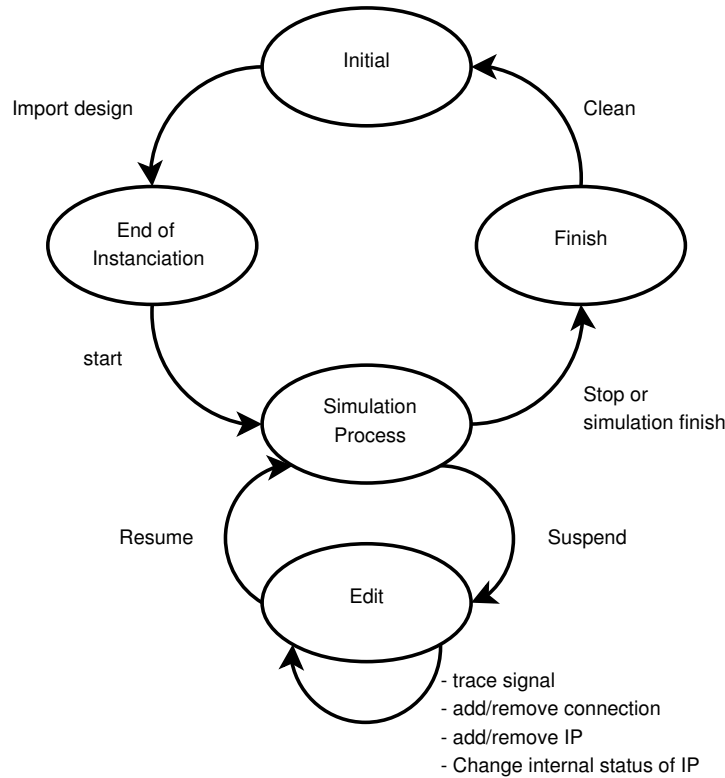 Initial
Import design
Clean
End of
Instanciation
Finish
start
Simulation
Process
Stop or
simulation finish
Resume
Suspend
Edit
- trace signal
- add/remove connection
- add/remove IP
- Change internal status of IP